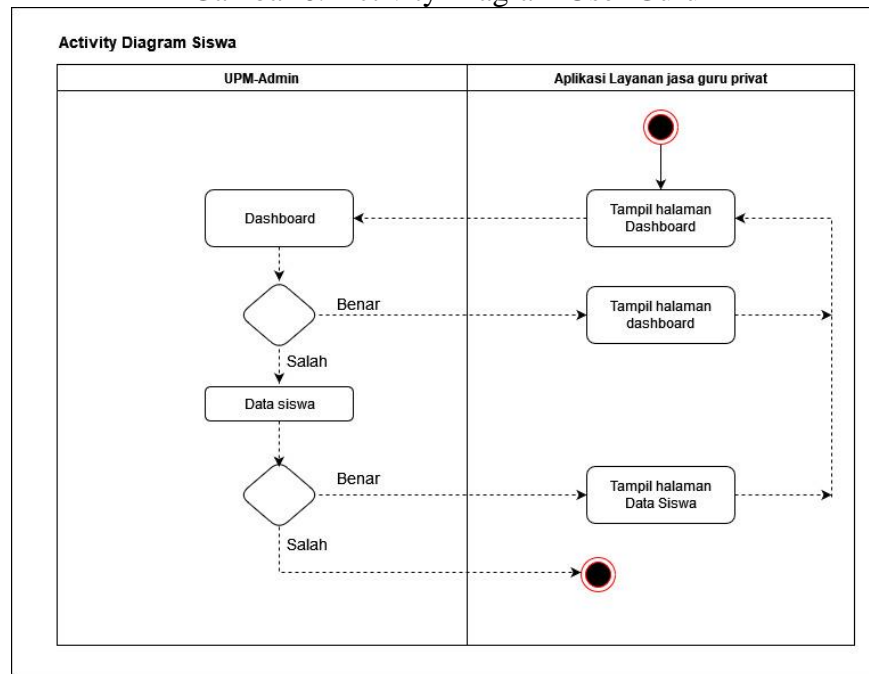 Activity Diagram Siswa
UPM-Admin
Aplikasi Layanan jasa guru privat
Dashboard
Tampil halaman
Dashboard
Benar
Tampil halaman
dashboard
Salah
Data siswa
Benar
Tampil halaman
Data Siswa
Salah